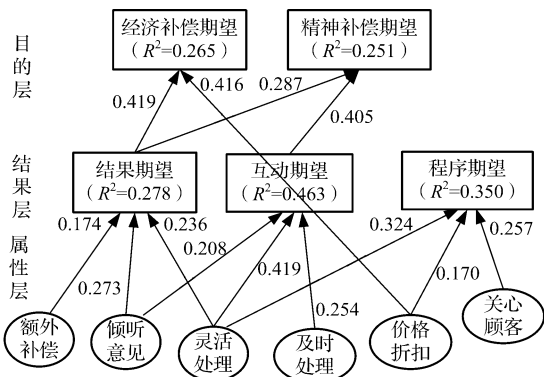 目的层
经济补偿期望
（R²=0.265）
精神补偿期望
（R²=0.251）
0.419
0.416
0.287
0.405
结果层
结果期望
（R²=0.278）
互动期望
（R²=0.463）
程序期望
（R²=0.350）
属性层
0.174
0.236
0.208
0.324
0.257
0.273
0.419
0.254
0.170
额外
补偿
倾听
意见
灵活
处理
及时
处理
价格
折扣
关心
顾客